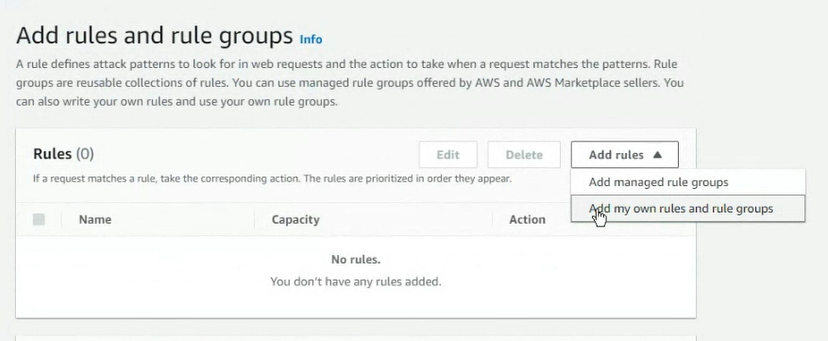 Add rules and rule groups Info
A rule defines attack patterns to look for in web requests and the action to take when a request matches the patterns. Rule
groups are reusable collections of rules. You can use managed rule groups offered by AWS and AWS Marketplace sellers. You
can also write your own rules and use your own rule groups.
Rules (0) Edit Delete Add rules
If a request matches a rule, take the corresponding action. The rules are prioritized in order they appear.
Add managed rule groups
Add my own rules and rule groups
Name Capacity Action
No rules.
You don't have any rules added.